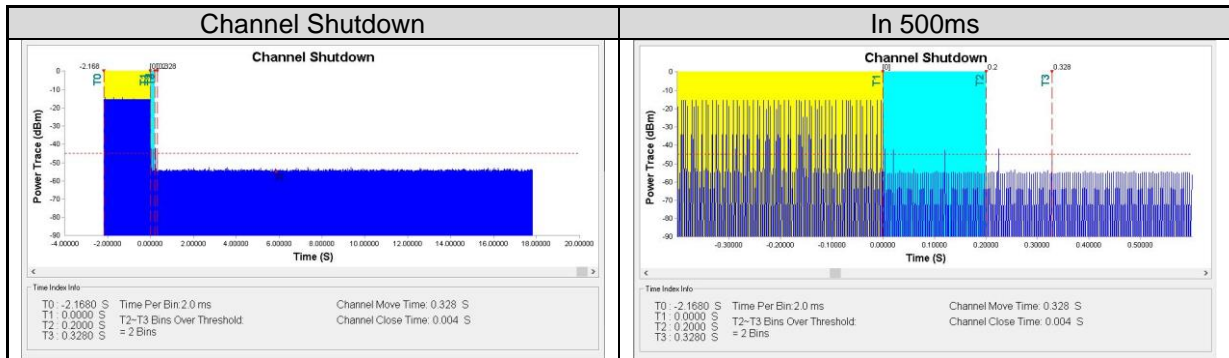 Channel Shutdown
In 500ms
Channel Shutdown
-2.168
0.328
T0
0
-10
-20
-30
-40
-50
-60
-70
-80
-90
Power Trace (dBm)
-4.00000 -2.00000 0.00000 2.00000 4.00000 6.00000 8.00000 10.00000 12.00000 14.00000 16.00000 18.00000 20.00000
Time (S)
< >
Time Index Info
T0 : -2.1680 S
T1 : 0.0000 S
T2 : 0.2000 S
T3 : 0.3280 S
Time Per Bin:2.0 ms
T2~T3 Bins Over Threshold:
= 2 Bins
Channel Move Time: 0.328 S
Channel Close Time: 0.004 S
Channel Shutdown
[0] 0.2 0.328
T1 T2 T3
0
-10
-20
-30
-40
-50
-60
-70
-80
-90
Power Trace (dBm)
-0.30000 -0.20000 -0.10000 0.00000 0.10000 0.20000 0.30000 0.40000 0.50000
Time (S)
< >
Time Index Info
T0 : -2.1680 S
T1 : 0.0000 S
T2 : 0.2000 S
T3 : 0.3280 S
Time Per Bin:2.0 ms
T2~T3 Bins Over Threshold:
= 2 Bins
Channel Move Time: 0.328 S
Channel Close Time: 0.004 S